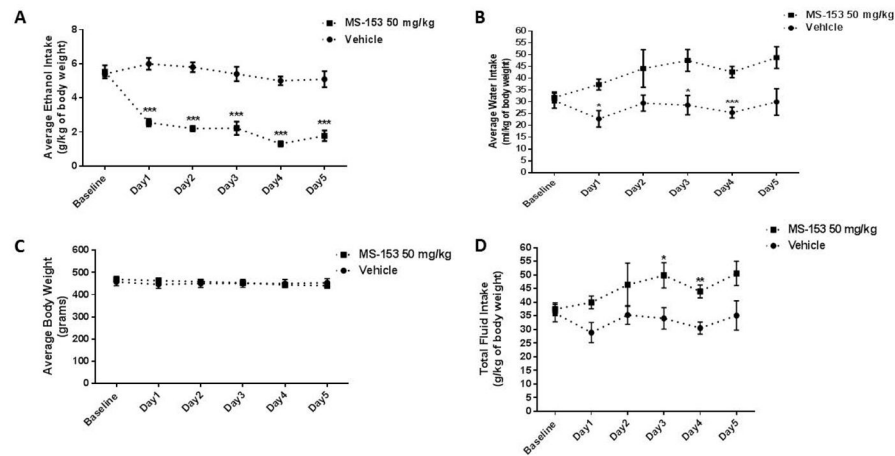 A
MS-153 50 mg/kg
Vehicle
Average Ethanol Intake
(g/kg of body weight)
8
6
4
2
0
***
***
***
***
***
Baseline
Day1
Day2
Day3
Day4
Day5
B
MS-153 50 mg/kg
Vehicle
Average Water Intake
(ml/kg of body weight)
60
55
50
45
40
35
30
25
20
15
10
5
0
*
*
***
Baseline
Day1
Day2
Day3
Day4
Day5
C
MS-153 50 mg/kg
Vehicle
Average Body Weight
(grams)
600
500
400
300
200
100
0
Baseline
Day1
Day2
Day3
Day4
Day5
D
MS-153 50 mg/kg
Vehicle
Total Fluid Intake
(g/kg of body weight)
60
55
50
45
40
35
30
25
20
15
10
5
0
*
**
Baseline
Day1
Day2
Day3
Day4
Day5